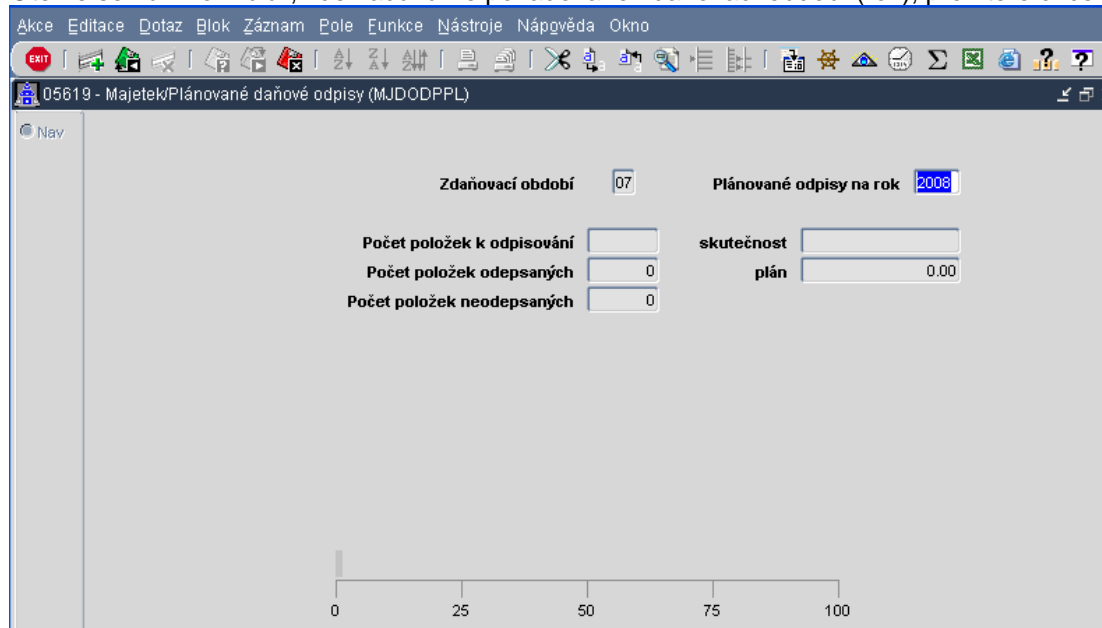 Akce Editace Dotaz Blok Záznam Pole Funkce Nástroje Nápověda Okno
EXIT
05619 - Majetek/Plánované daňové odpisy (MJDODPPL)
Nav
Zdaňovací období 07 Plánované odpisy na rok 2008
Počet položek k odpisování skutečnost
Počet položek odepsaných 0 plán 0.00
Počet položek neodepsaných 0
0 25 50 75 100